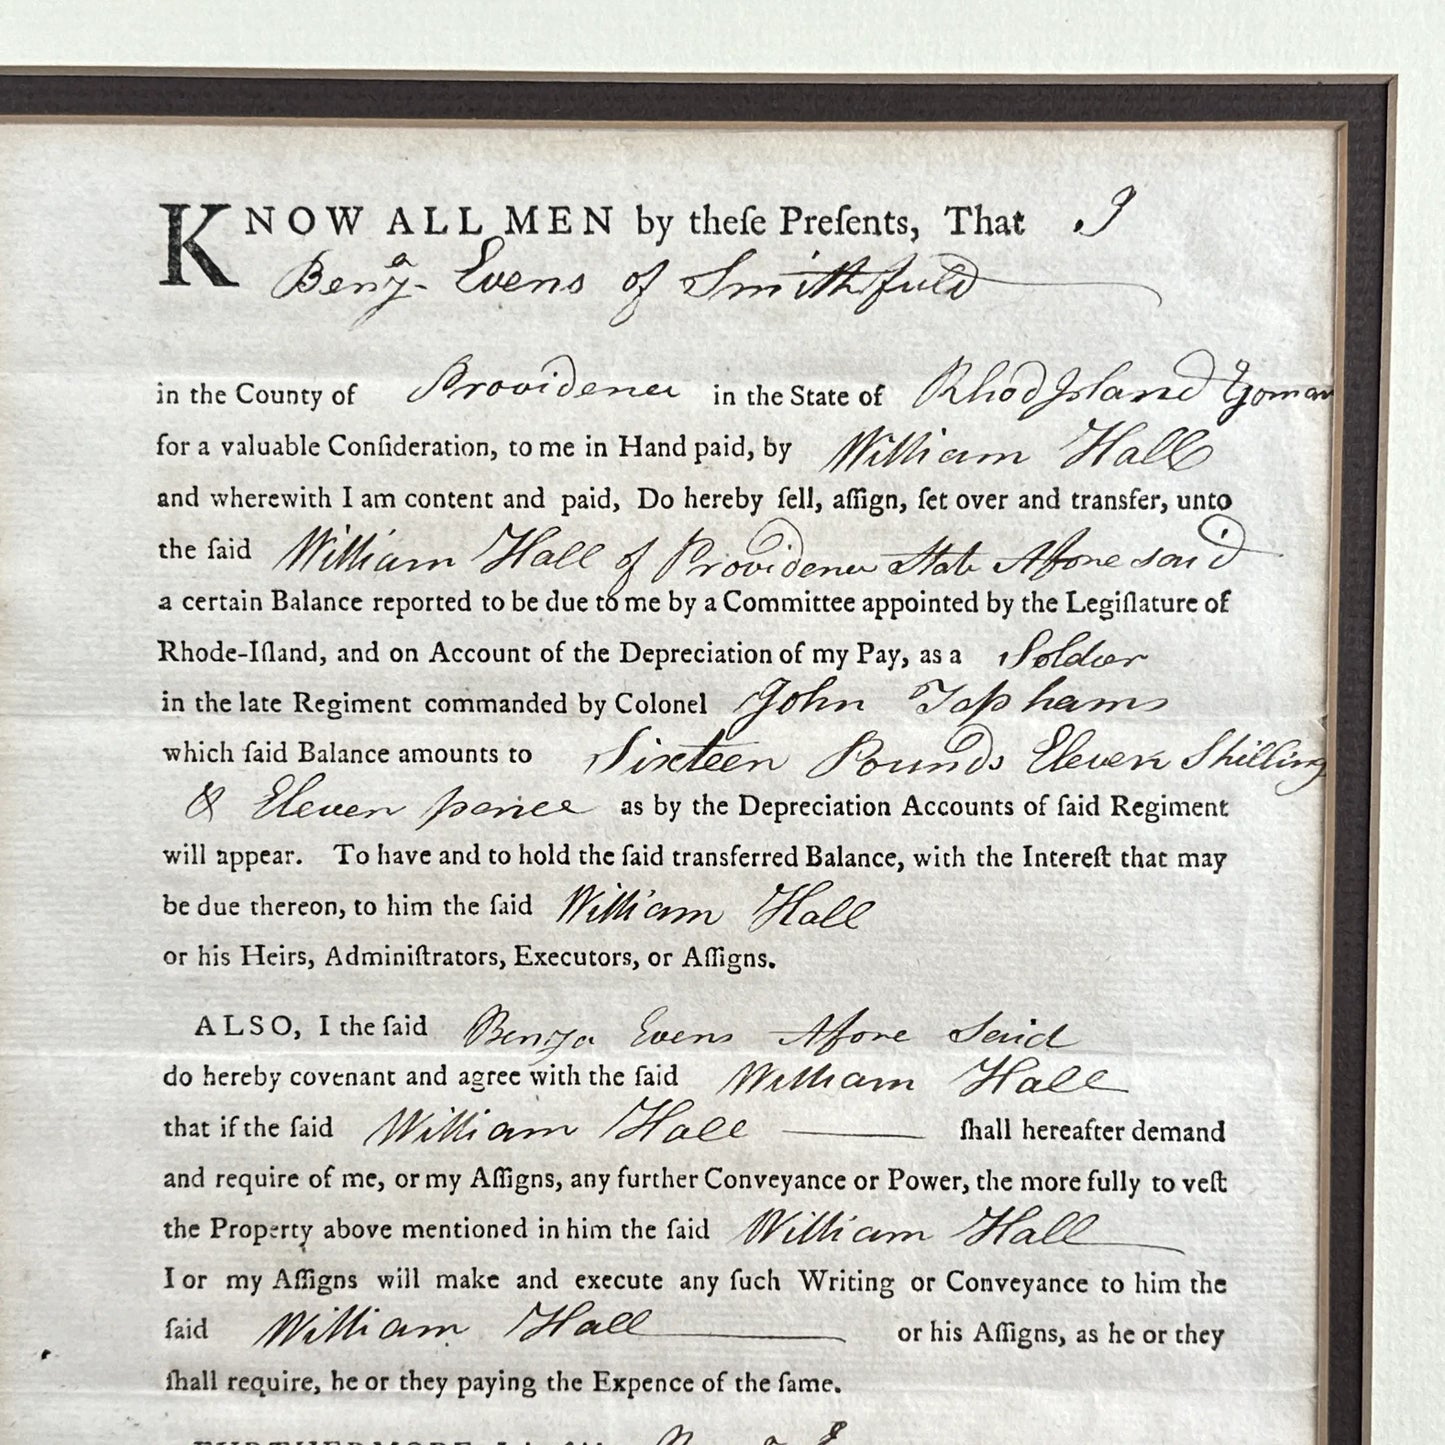 KNOW ALL MEN by theſe Preſents, That I
Benjª Evens of Smithfield
in the County of Providence in the State of Rhod Island Yoman
for a valuable Conſideration, to me in Hand paid, by William Hall
and wherewith I am content and paid, Do hereby ſell, aſſign, ſet over and transfer, unto
the ſaid William Hall of Providence State Afore said
a certain Balance reported to be due to me by a Committee appointed by the Legiſlature of
Rhode-Iſland, and on Account of the Depreciation of my Pay, as a Soldier
in the late Regiment commanded by Colonel John Tophams
which ſaid Balance amounts to Sixteen Pounds Eleven Shilling
& Eleven pence as by the Depreciation Accounts of ſaid Regiment
will appear. To have and to hold the ſaid transferred Balance, with the Intereſt that may
be due thereon, to him the ſaid William Hall
or his Heirs, Adminiſtrators, Executors, or Aſſigns.
ALSO, I the ſaid Benja Evens Afore Said
do hereby covenant and agree with the ſaid William Hall
that if the ſaid William Hall ſhall hereafter demand
and require of me, or my Aſſigns, any further Conveyance or Power, the more fully to veſt
the Property above mentioned in him the ſaid William Hall
I or my Aſſigns will make and execute any ſuch Writing or Conveyance to him the
ſaid William Hall or his Aſſigns, as he or they
ſhall require, he or they paying the Expence of the ſame.
FURTHERMORE